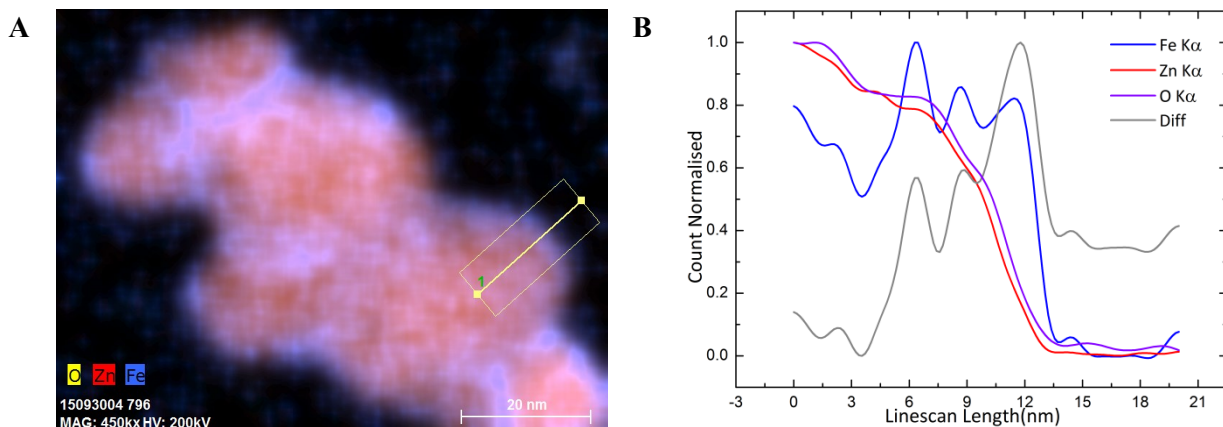 A
1
O Zn Fe
15093004 796
MAG: 450kx HV: 200kV
20 nm
B
Count Normalised
1.0
0.8
0.6
0.4
0.2
0.0
Fe Kα
Zn Kα
O Kα
Diff
-3 0 3 6 9 12 15 18 21
Linescan Length(nm)